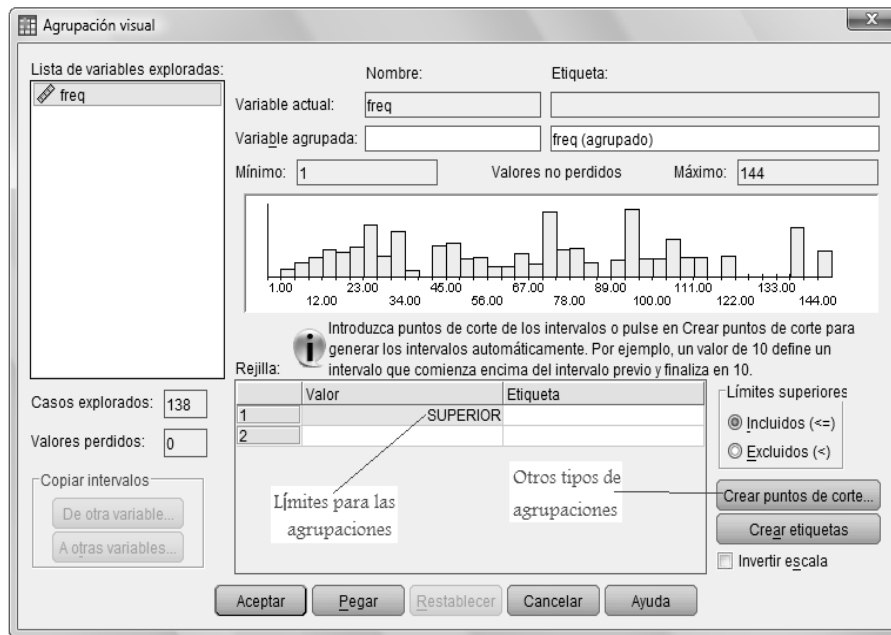 Agrupación visual
x
Lista de variables exploradas:
freq
Nombre:
Etiqueta:
Variable actual:
freq
Variable agrupada:
freq (agrupado)
Mínimo:
1
Valores no perdidos
Máximo:
144
1.00
12.00
23.00
34.00
45.00
56.00
67.00
78.00
89.00
100.00
111.00
122.00
133.00
144.00
i
Introduzca puntos de corte de los intervalos o pulse en Crear puntos de corte para
generar los intervalos automáticamente. Por ejemplo, un valor de 10 define un
intervalo que comienza encima del intervalo previo y finaliza en 10.
Rejilla:
Valor
Etiqueta
1
SUPERIOR
2
Límites para las
agrupaciones
Otros tipos de
agrupaciones
Casos explorados:
138
Valores perdidos:
0
Copiar intervalos
De otra variable...
A otras variables...
Límites superiores
Incluidos (<=)
Excluidos (<)
Crear puntos de corte...
Crear etiquetas
Invertir escala
Aceptar
Pegar
Restablecer
Cancelar
Ayuda